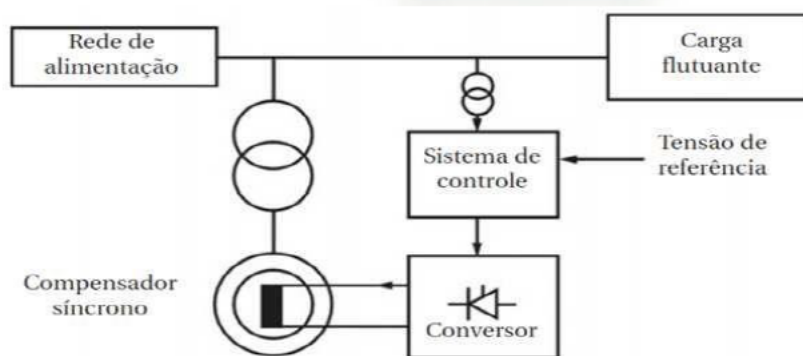 Rede de
alimentação
Carga
flutuante
Sistema de
controle
Tensão de
referência
Compensador
síncrono
Conversor